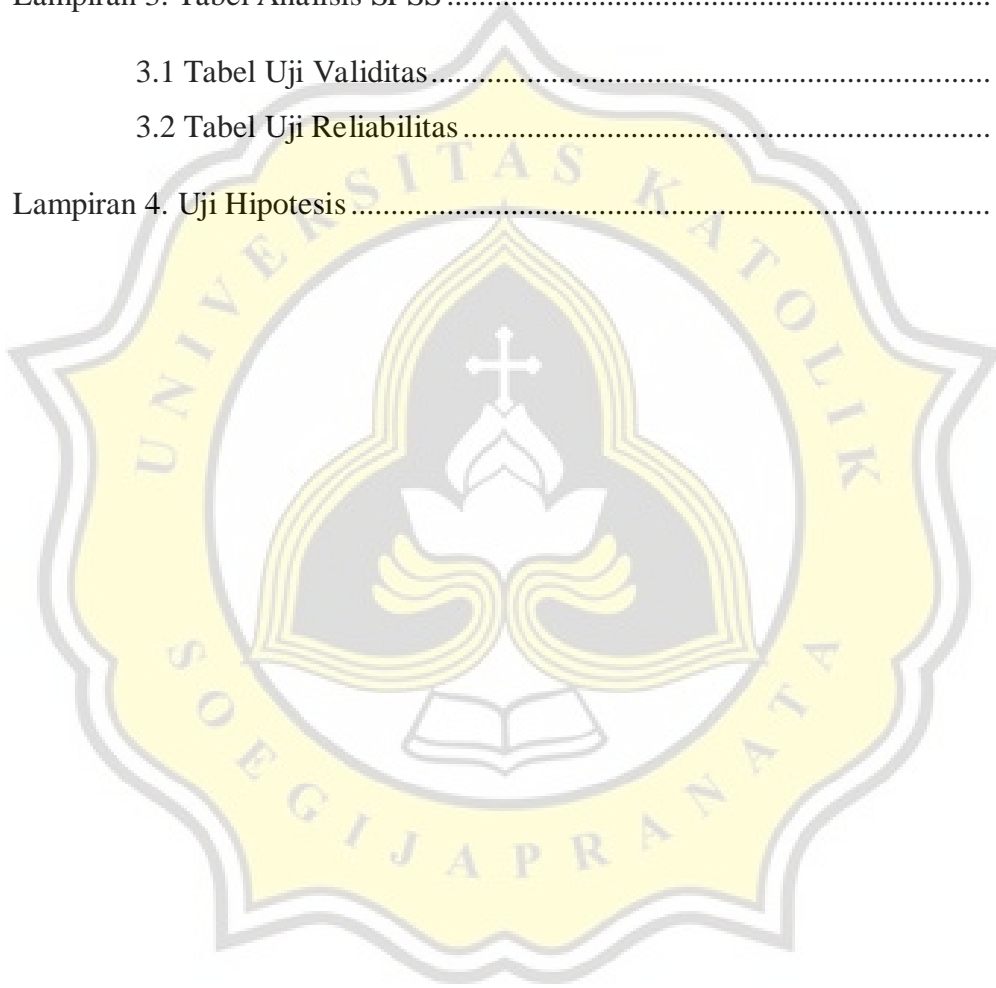 Lampiran 3. Tabel Analisis SPSS ..........................................................
3.1 Tabel Uji Validitas............................................................
3.2 Tabel Uji Reliabilitas ........................................................
Lampiran 4. Uji Hipotesis ....................................................................
UNIVERSITAS KATOLIK
SOEGIJAPRANATA